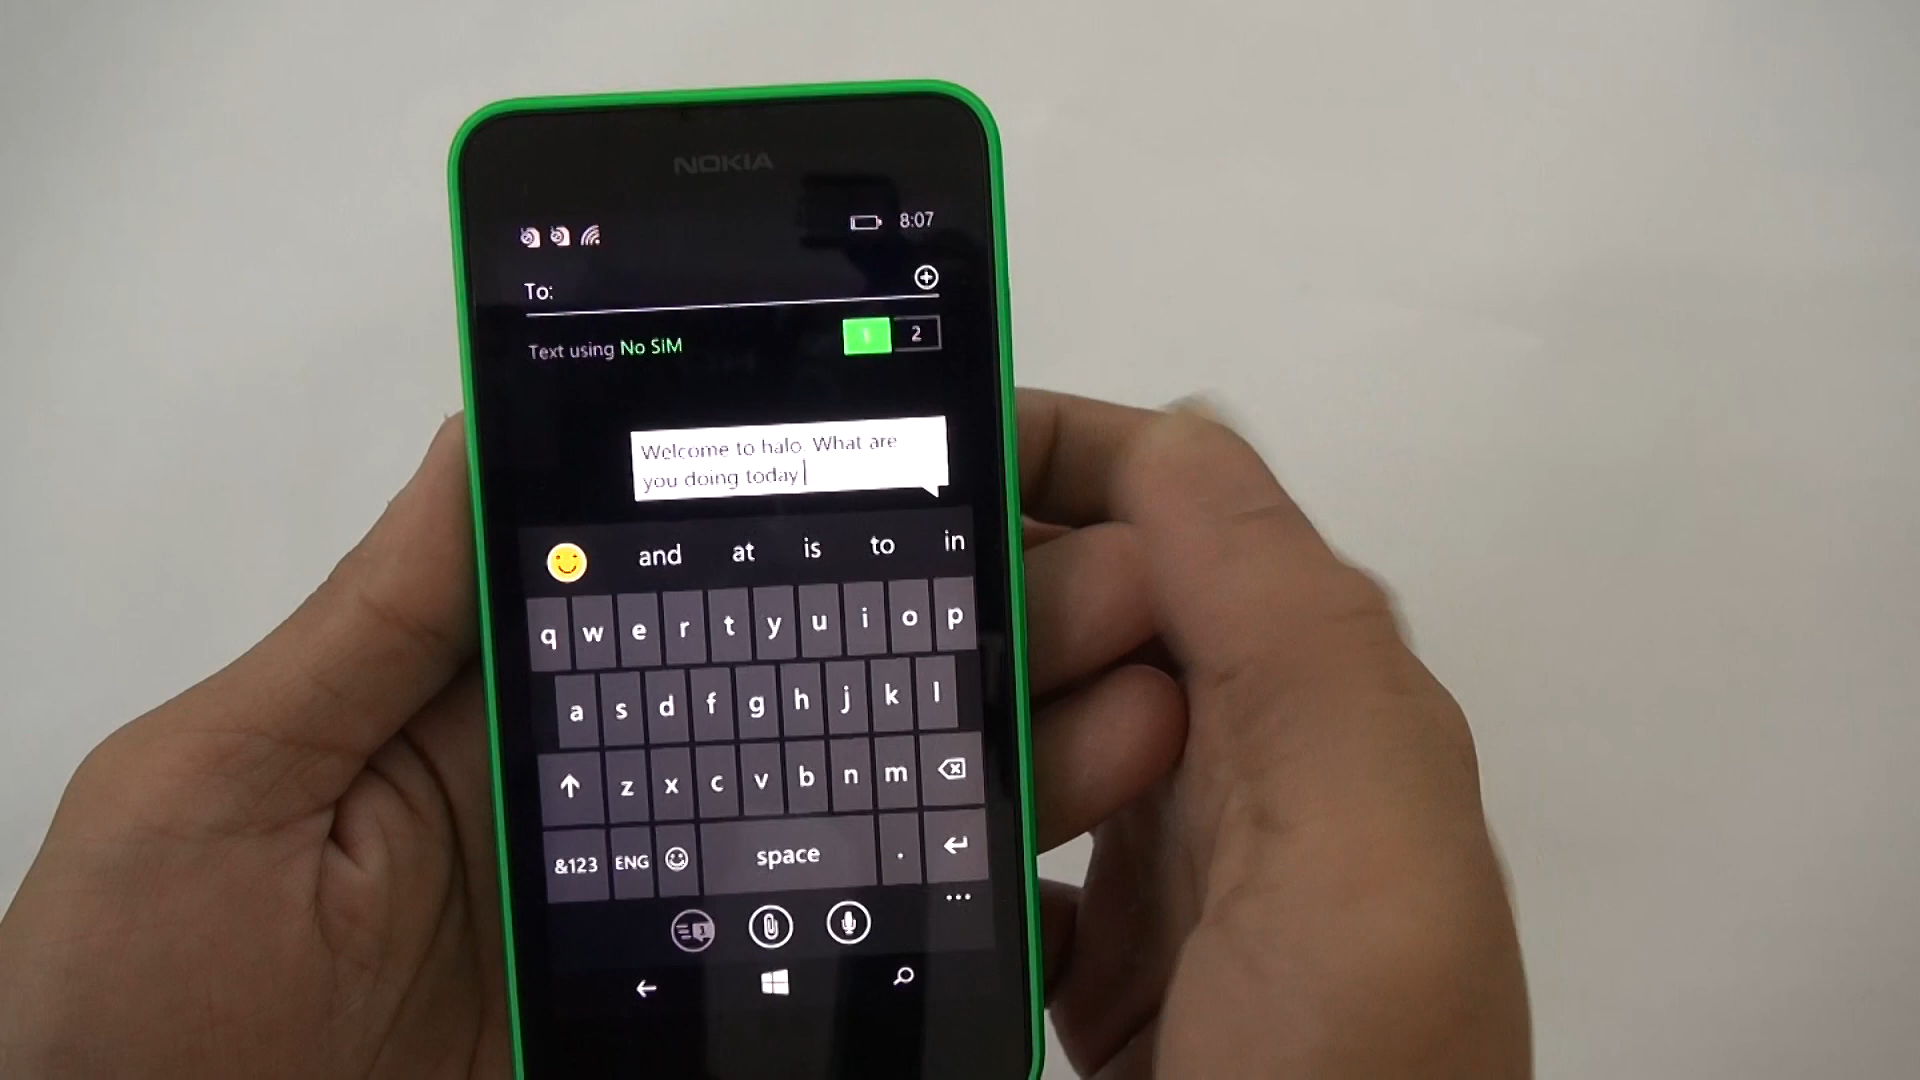 NOKIA
8:07
To:
Text using No SIM
1 2
Welcome to halo. What are
you doing today
and at is to in
q w e r t y u i o p
a s d f g h j k l
z x c v b n m
&123 ENG space .